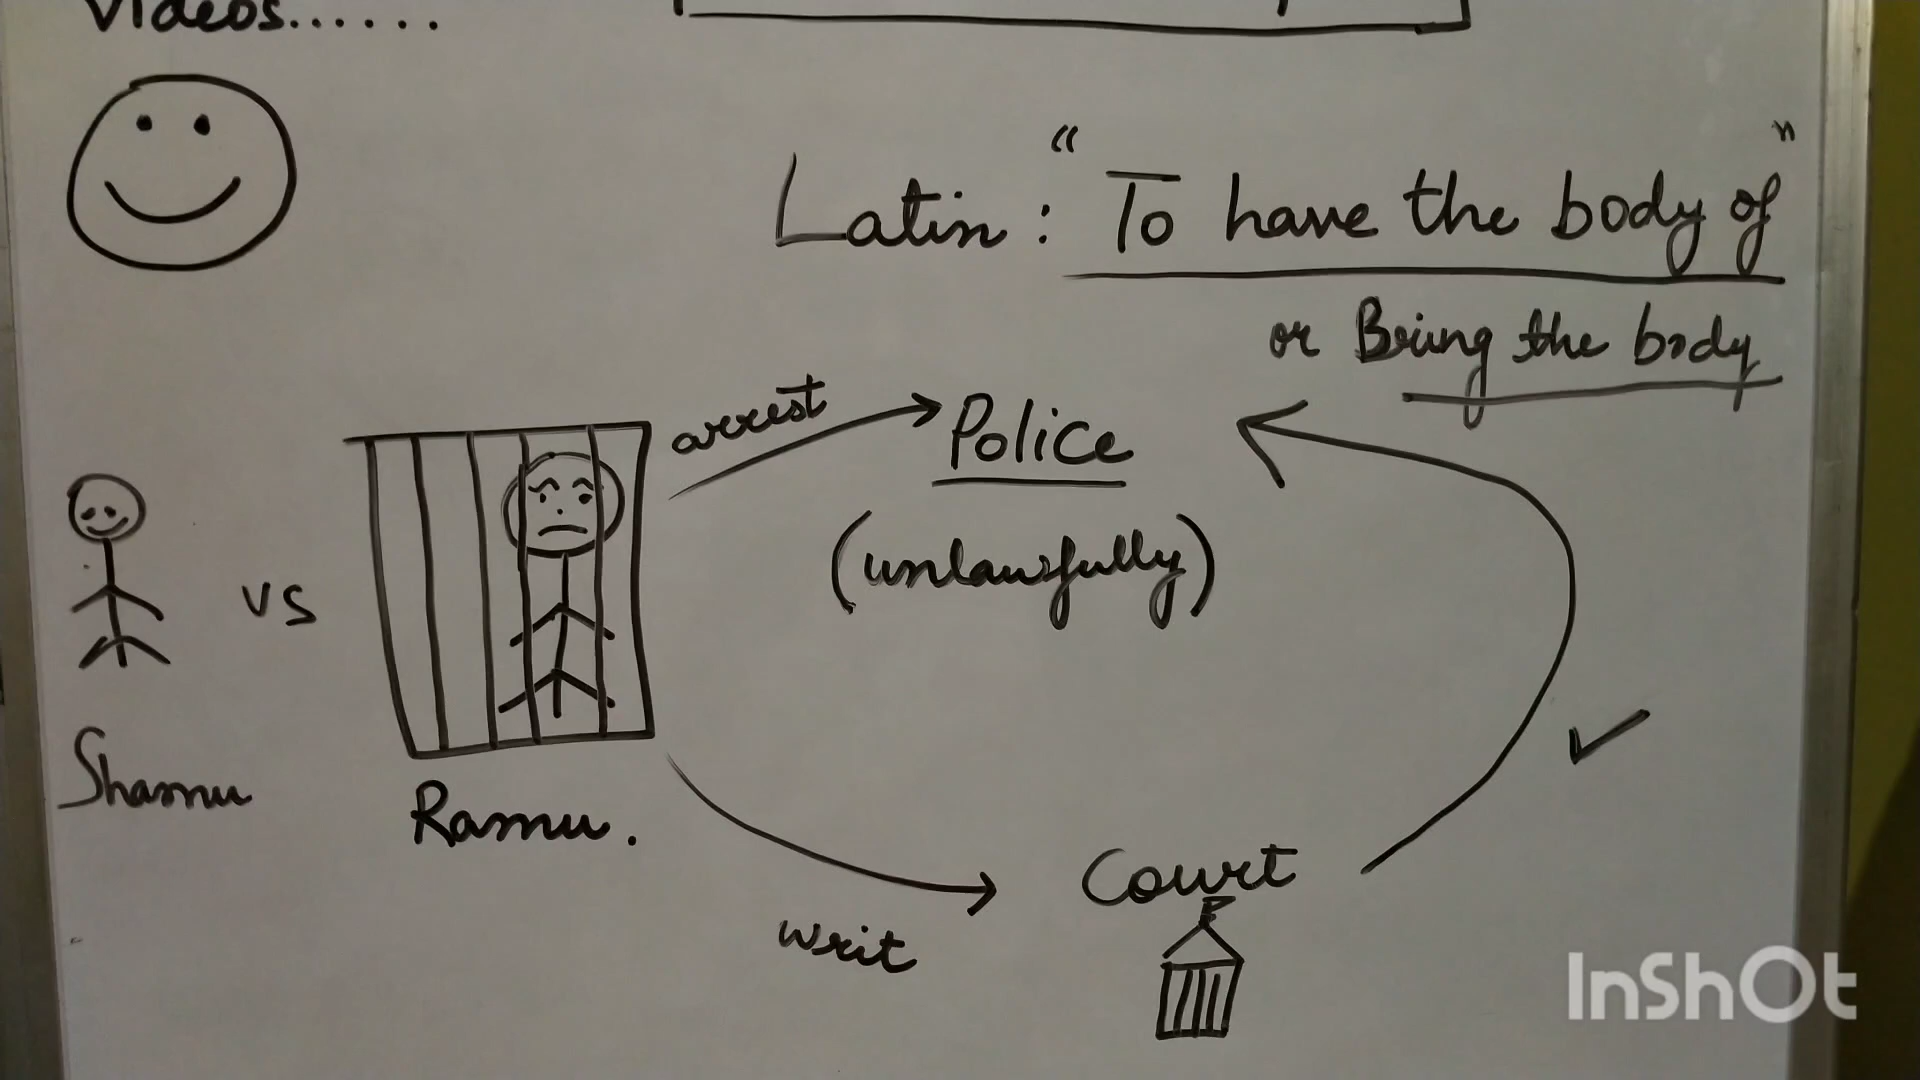 Videos......
Latin: "To have the body of"
or Bring the body
arrest
Police
(unlawfully)
vs
Shamu
Ramu.
Court
writ
InShOt